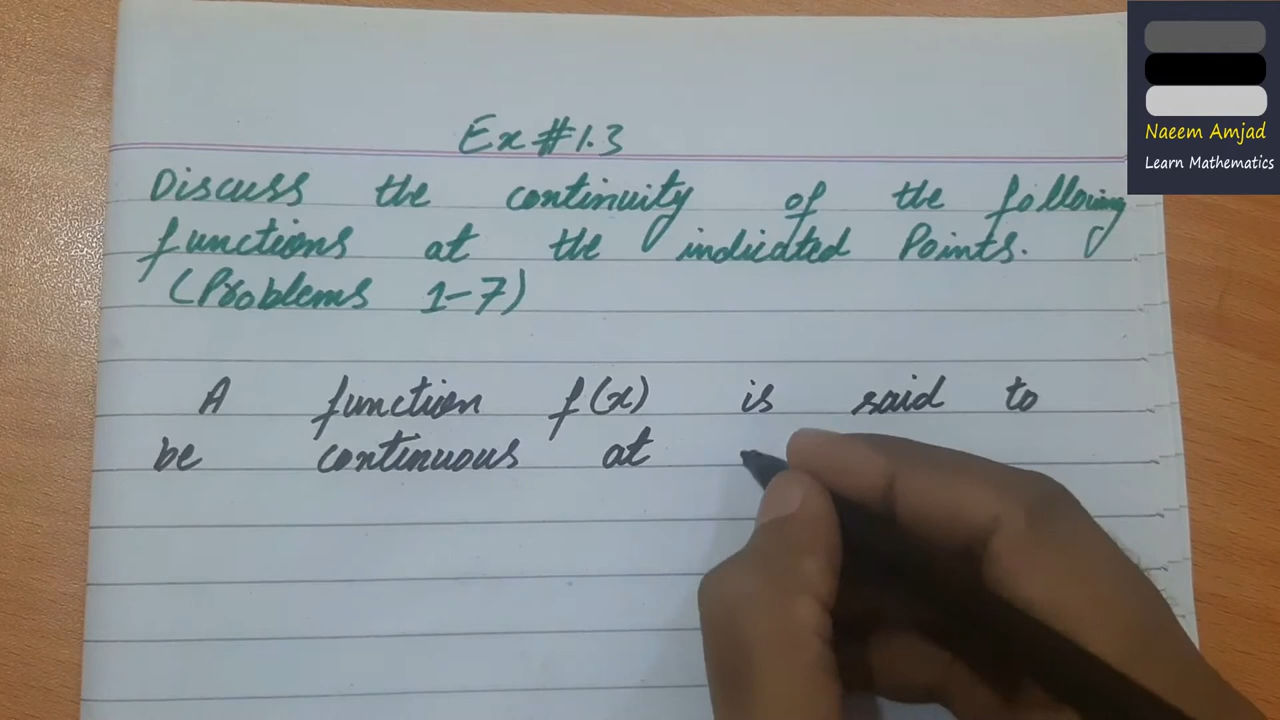 Ex #1.3
Discuss the continuity of the following
functions at the indicated Points.
(Problems 1-7)
A function f(x) is said to
be continuous at
Naeem Amjad
Learn Mathematics